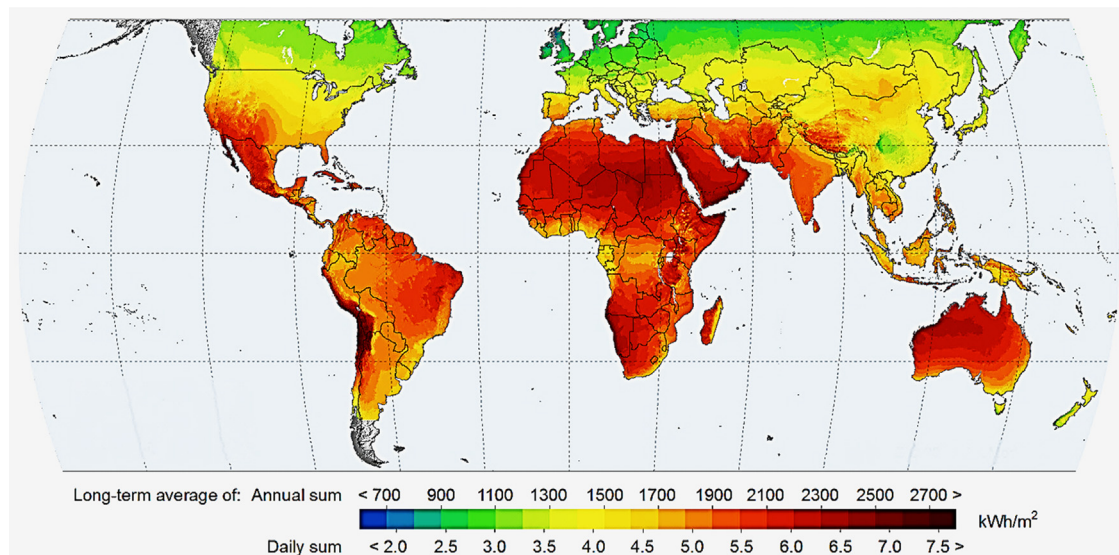 Long-term average of: Annual sum < 700 900 1100 1300 1500 1700 1900 2100 2300 2500 2700 >
kWh/m²
Daily sum < 2.0 2.5 3.0 3.5 4.0 4.5 5.0 5.5 6.0 6.5 7.0 7.5 >